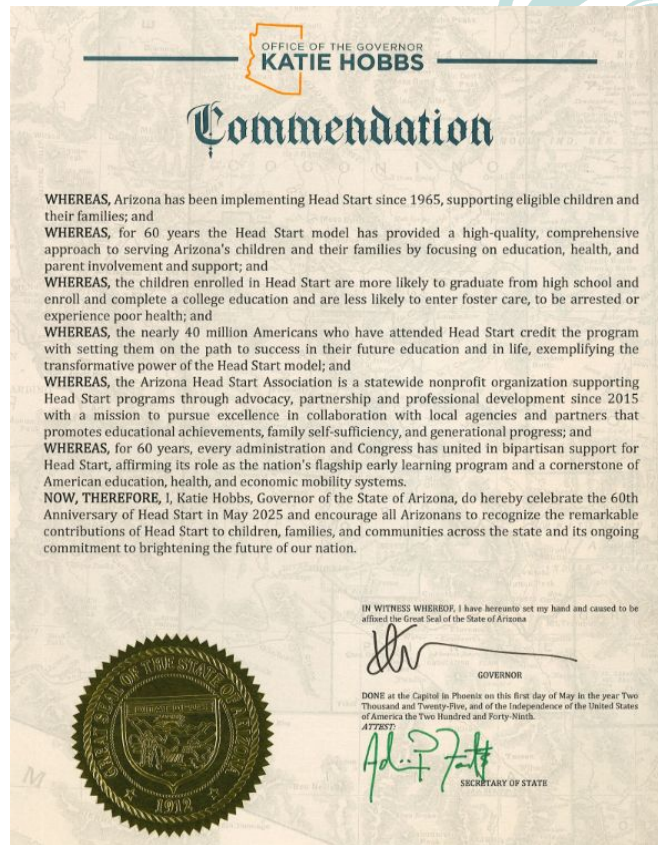 OFFICE OF THE GOVERNOR
KATIE HOBBS
Commendation
COCONINO
WHEREAS, Arizona has been implementing Head Start since 1965, supporting eligible children and
their families; and
WHEREAS, for 60 years the Head Start model has provided a high-quality, comprehensive
approach to serving Arizona's children and their families by focusing on education, health, and
parent involvement and support; and
WHEREAS, the children enrolled in Head Start are more likely to graduate from high school and
enroll and complete a college education and are less likely to enter foster care, to be arrested or
experience poor health; and
WHEREAS, the nearly 40 million Americans who have attended Head Start credit the program
with setting them on the path to success in their future education and in life, exemplifying the
transformative power of the Head Start model; and
WHEREAS, the Arizona Head Start Association is a statewide nonprofit organization supporting
Head Start programs through advocacy, partnership and professional development since 2015
with a mission to pursue excellence in collaboration with local agencies and partners that
promotes educational achievements, family self-sufficiency, and generational progress; and
WHEREAS, for 60 years, every administration and Congress has united in bipartisan support for
Head Start, affirming its role as the nation's flagship early learning program and a cornerstone of
American education, health, and economic mobility systems.
NOW, THEREFORE, I, Katie Hobbs, Governor of the State of Arizona, do hereby celebrate the 60th
Anniversary of Head Start in May 2025 and encourage all Arizonans to recognize the remarkable
contributions of Head Start to children, families, and communities across the state and its ongoing
commitment to brightening the future of our nation.
IN WITNESS WHEREOF, I have hereunto set my hand and caused to be
affixed the Great Seal of the State of Arizona
GOVERNOR
DONE at the Capitol in Phoenix on this first day of May in the year Two
Thousand and Twenty-Five, and of the Independence of the United States
of America the Two Hundred and Forty-Ninth.
ATTEST:
SECRETARY OF STATE
GREAT SEAL OF THE STATE OF ARIZONA
1912